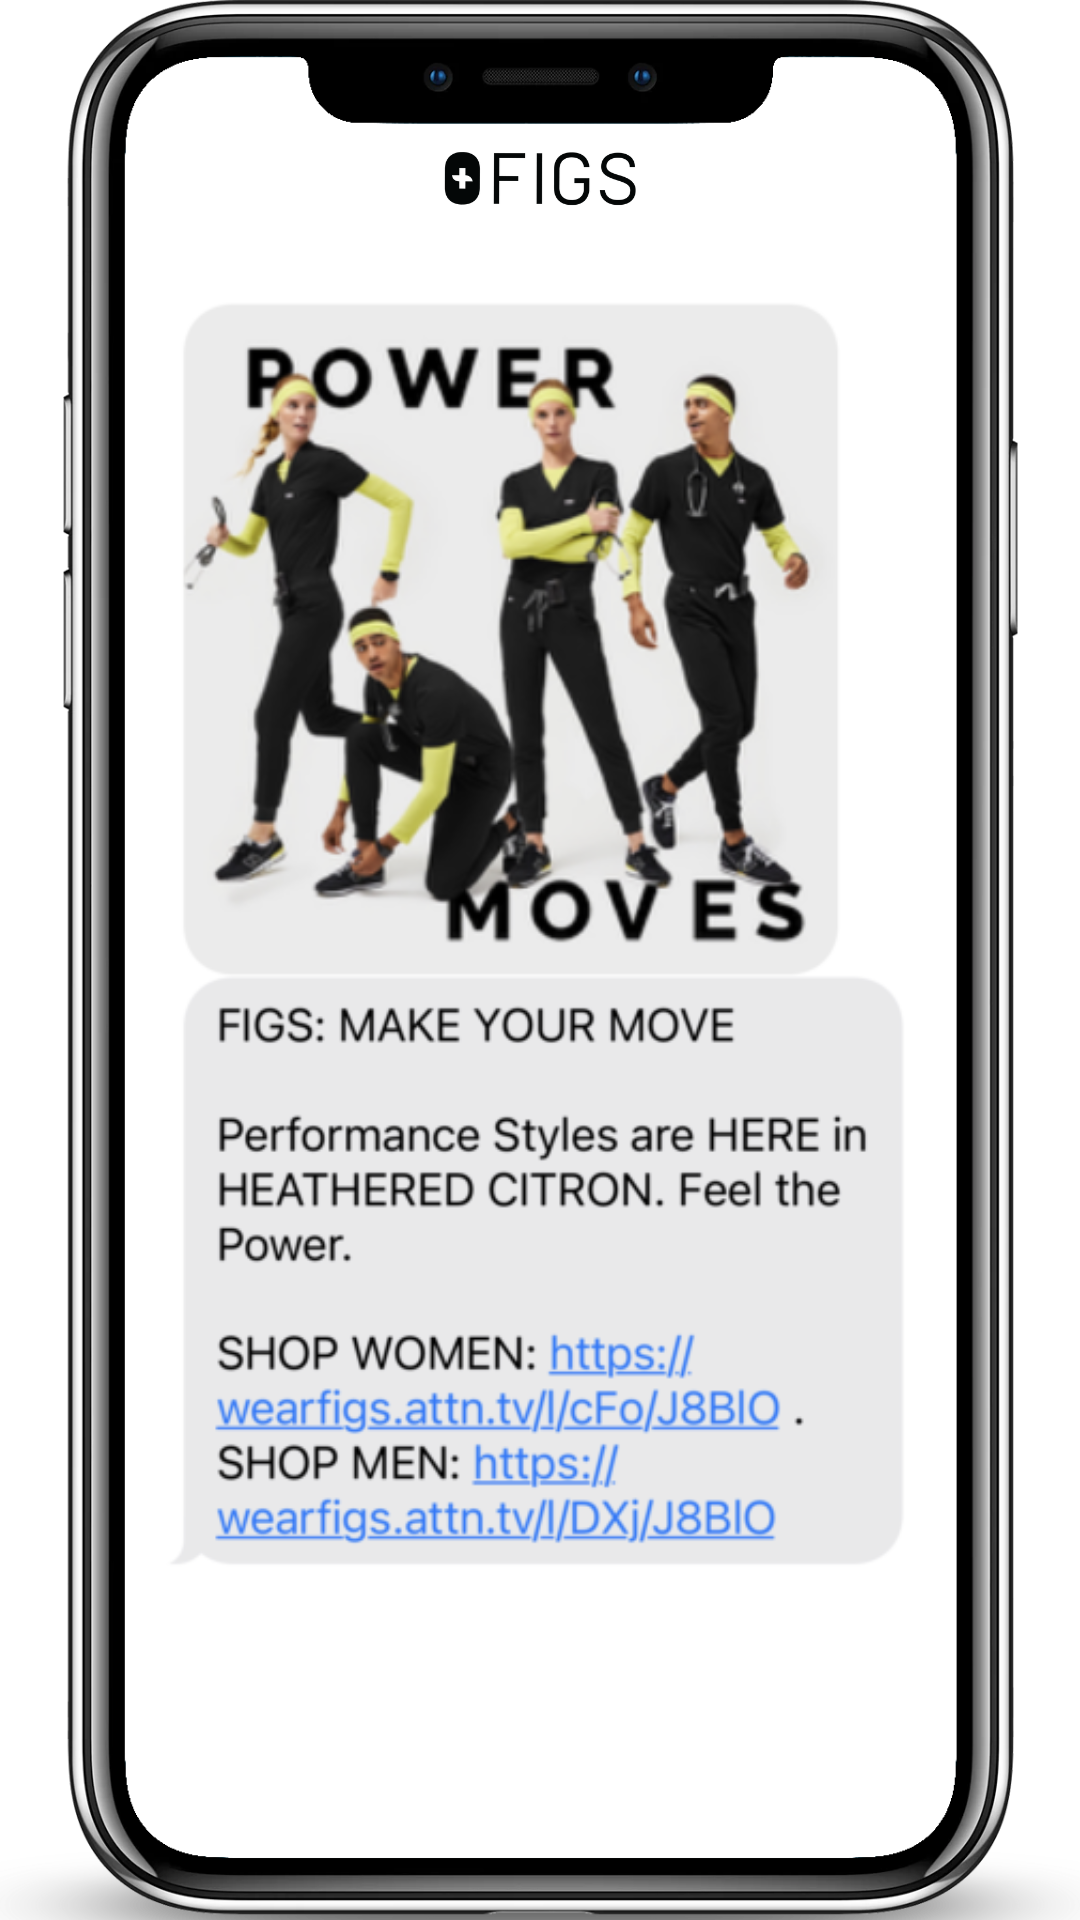 FIGS
POWER
MOVES
FIGS: MAKE YOUR MOVE
Performance Styles are HERE in
HEATHERED CITRON. Feel the
Power.
SHOP WOMEN: https://
wearfigs.attn.tv/l/cFo/J8BlO .
SHOP MEN: https://
wearfigs.attn.tv/l/DXj/J8BlO